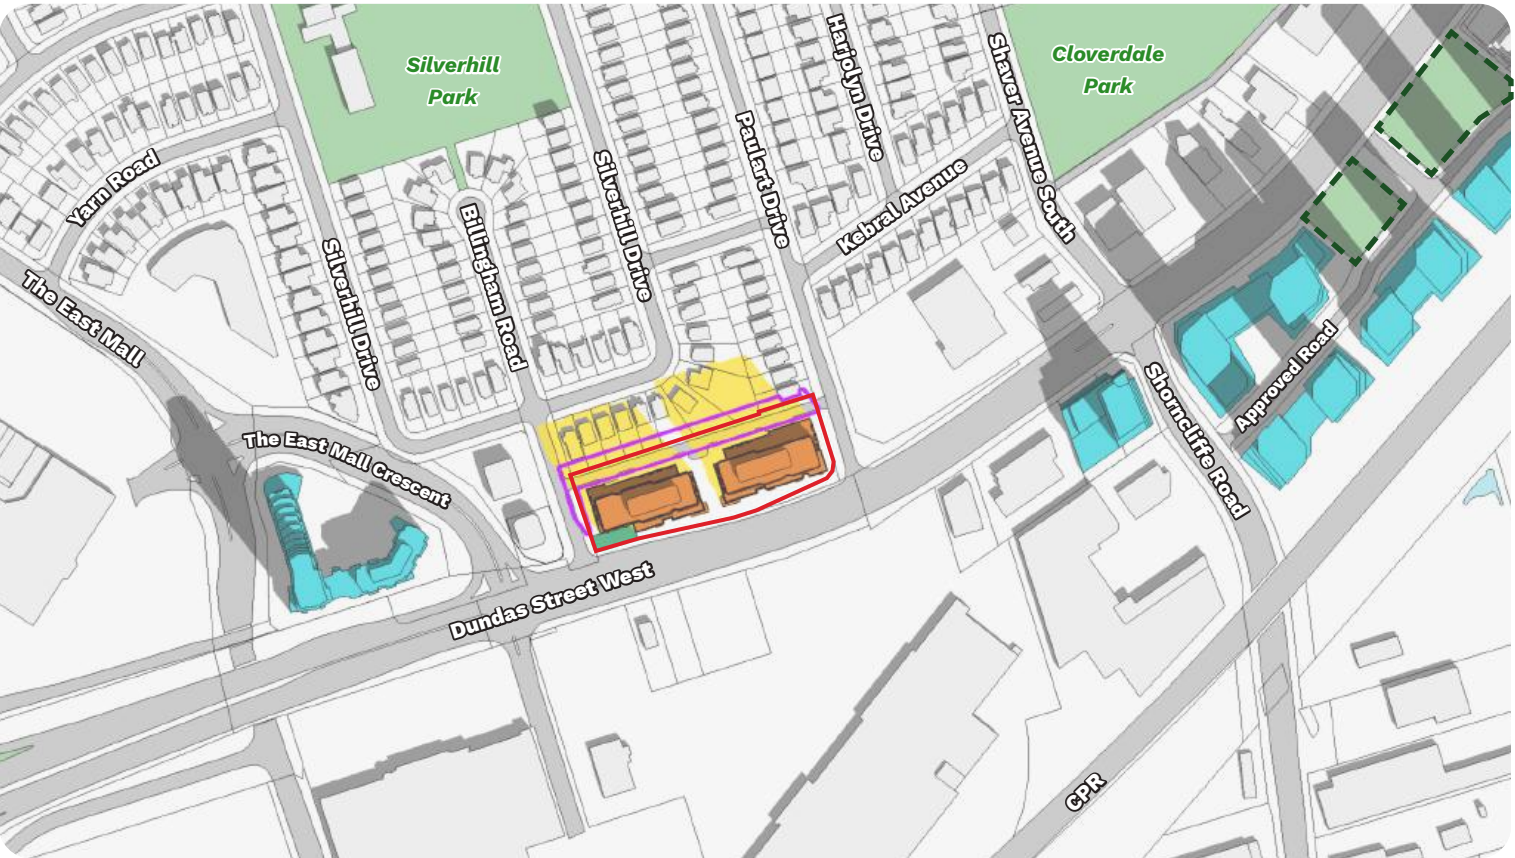 Silverhill
Park
Cloverdale
Park
Harjolyn Drive
Shaver Avenue South
Paulart Drive
Yarn Road
Silverhill Drive
Kebral Avenue
Billingham Road
Silverhill Drive
The East Mall
Approved Road
Shorncliffe Road
The East Mall Crescent
Dundas Street West
CPR